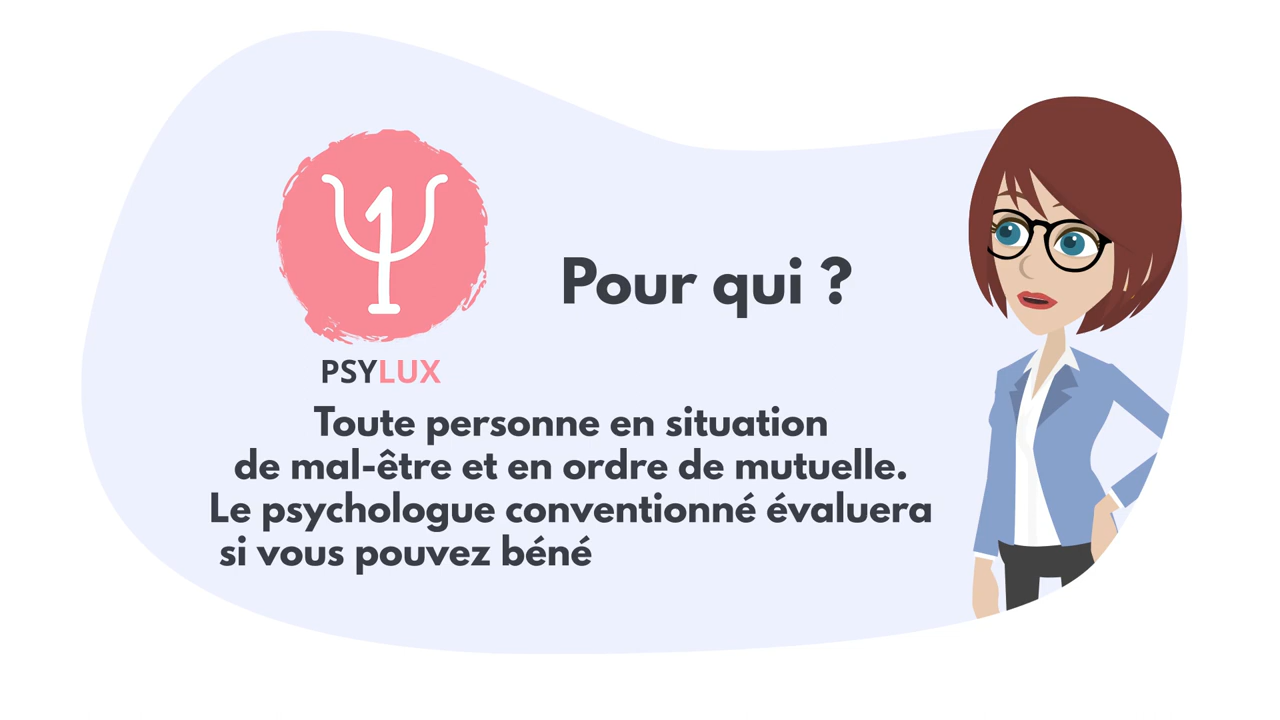 PSYLUX
Pour qui ?
Toute personne en situation
de mal-être et en ordre de mutuelle.
Le psychologue conventionné évaluera
si vous pouvez béné